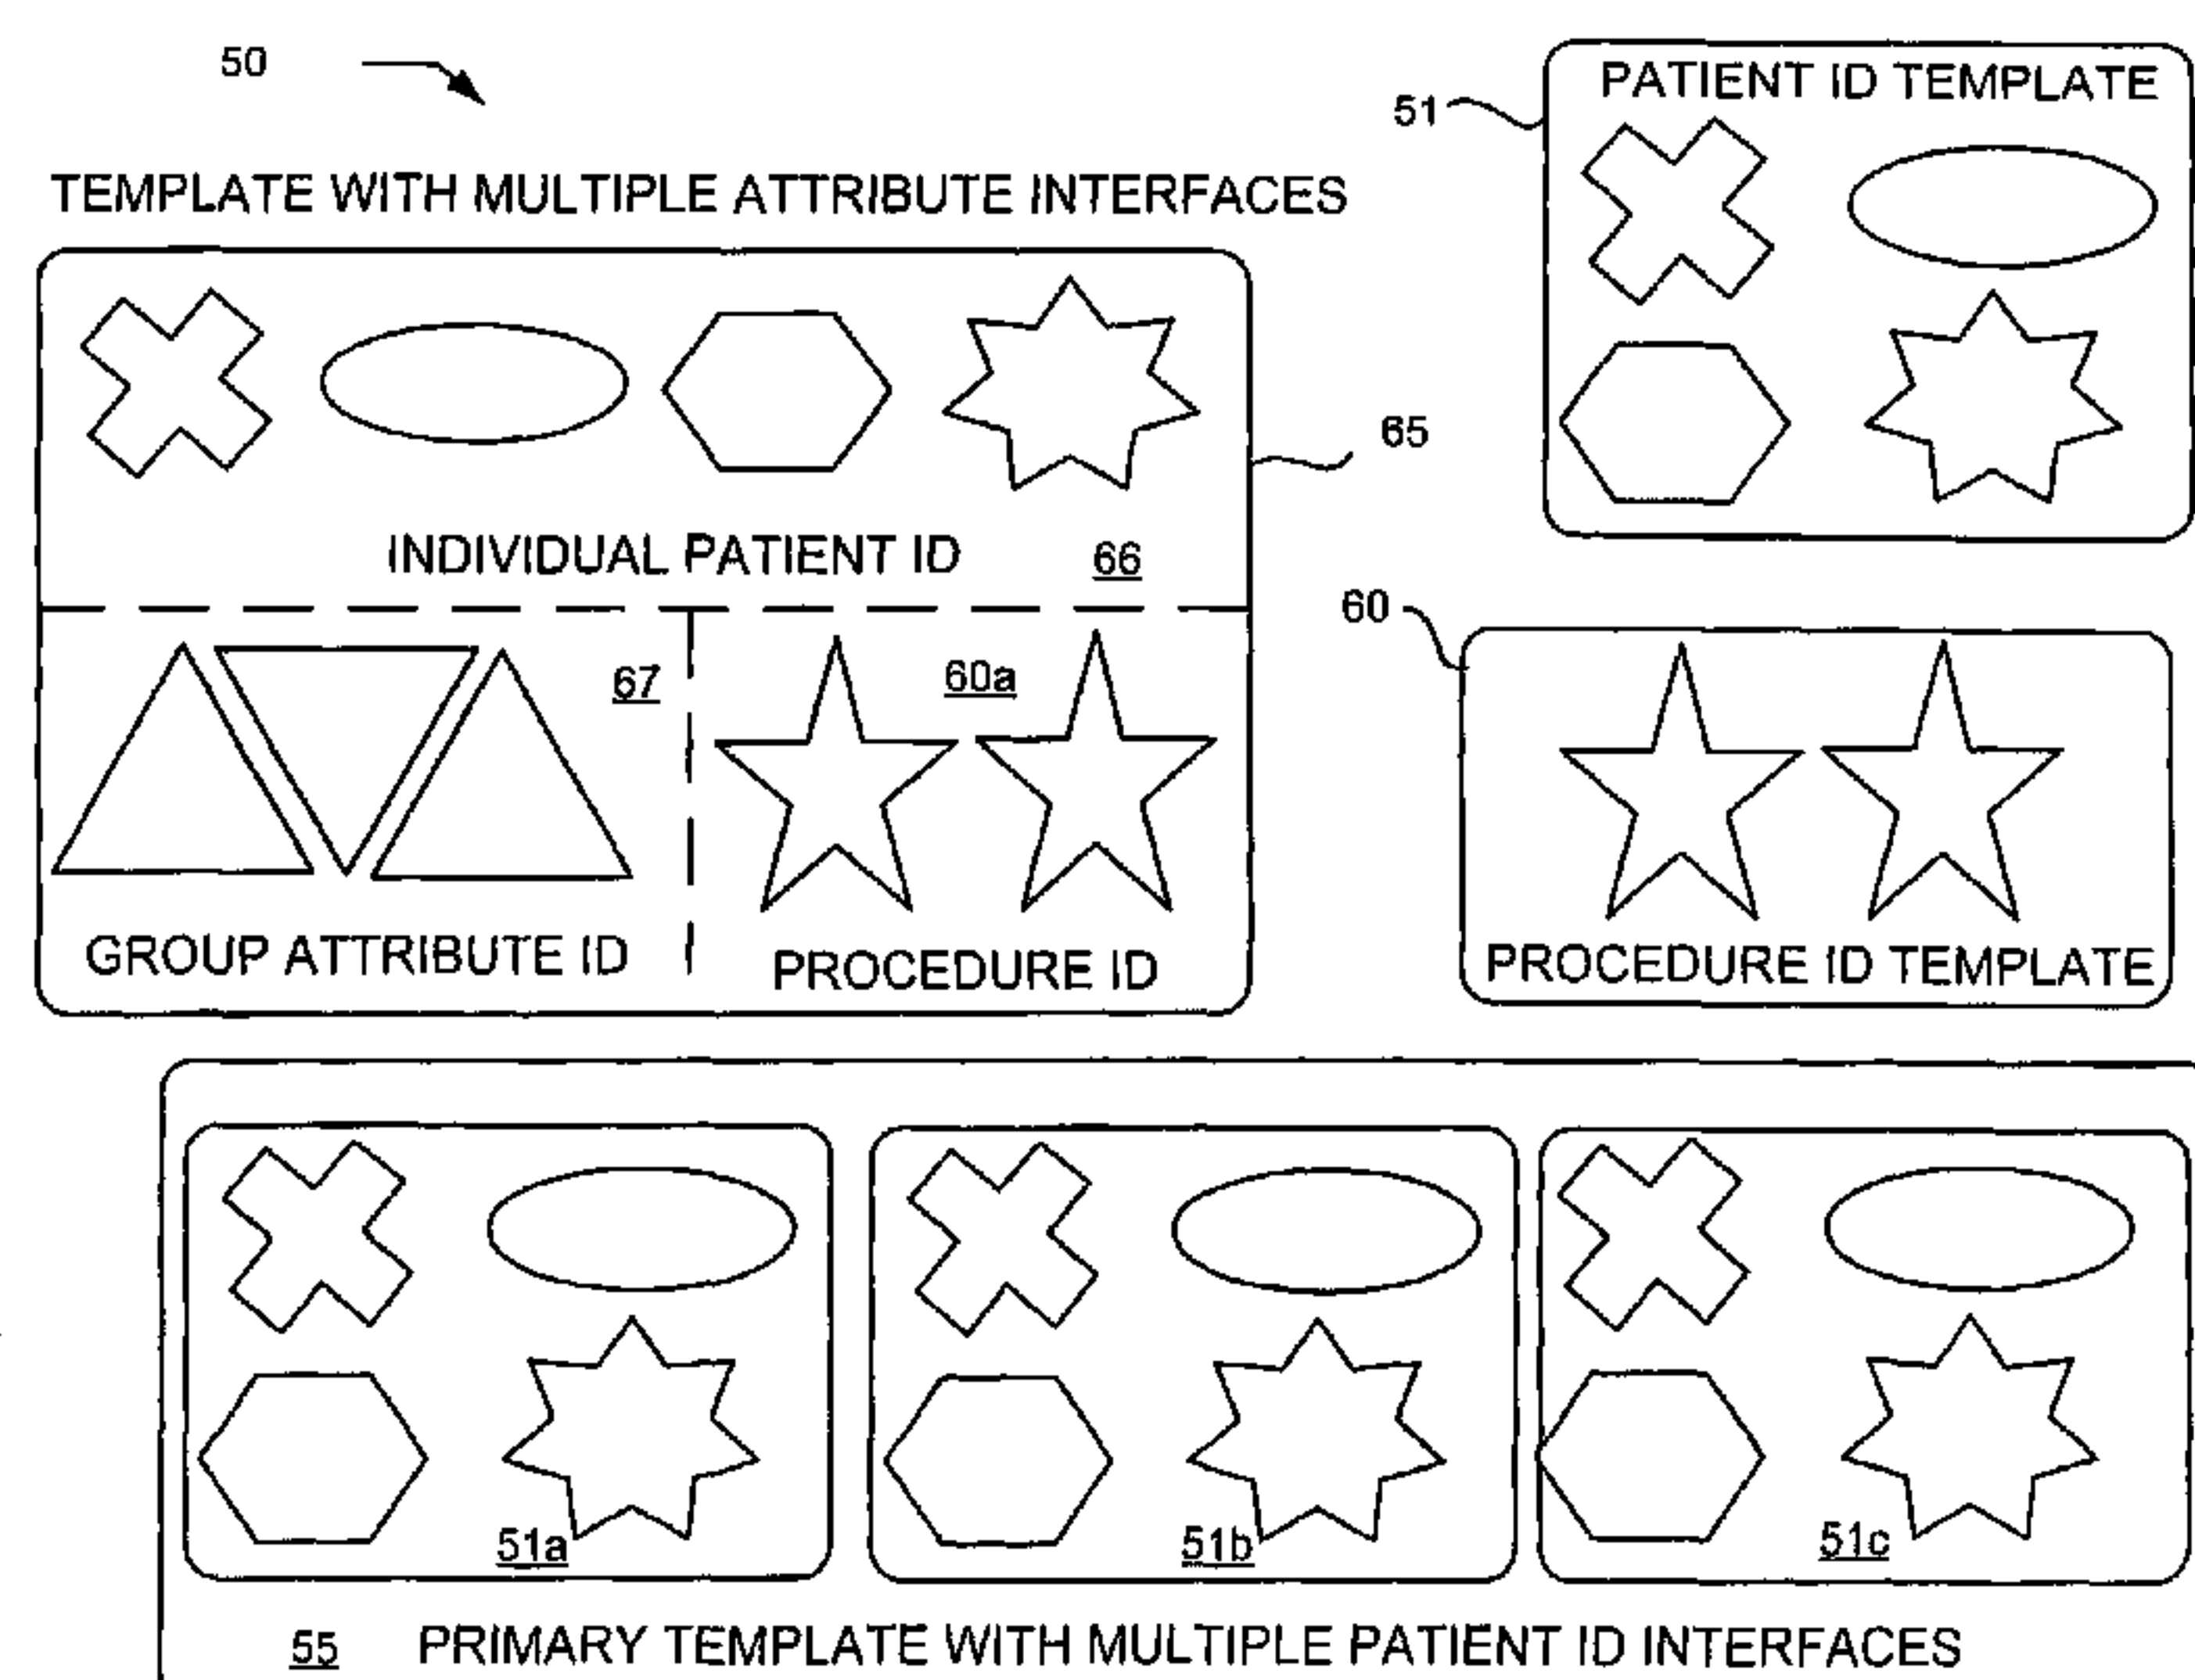 50
PATIENT ID TEMPLATE
51
TEMPLATE WITH MULTIPLE ATTRIBUTE INTERFACES
65
INDIVIDUAL PATIENT ID 66
60
67
60a
GROUP ATTRIBUTE ID
PROCEDURE ID
PROCEDURE ID TEMPLATE
51a
51b
51c
55 PRIMARY TEMPLATE WITH MULTIPLE PATIENT ID INTERFACES